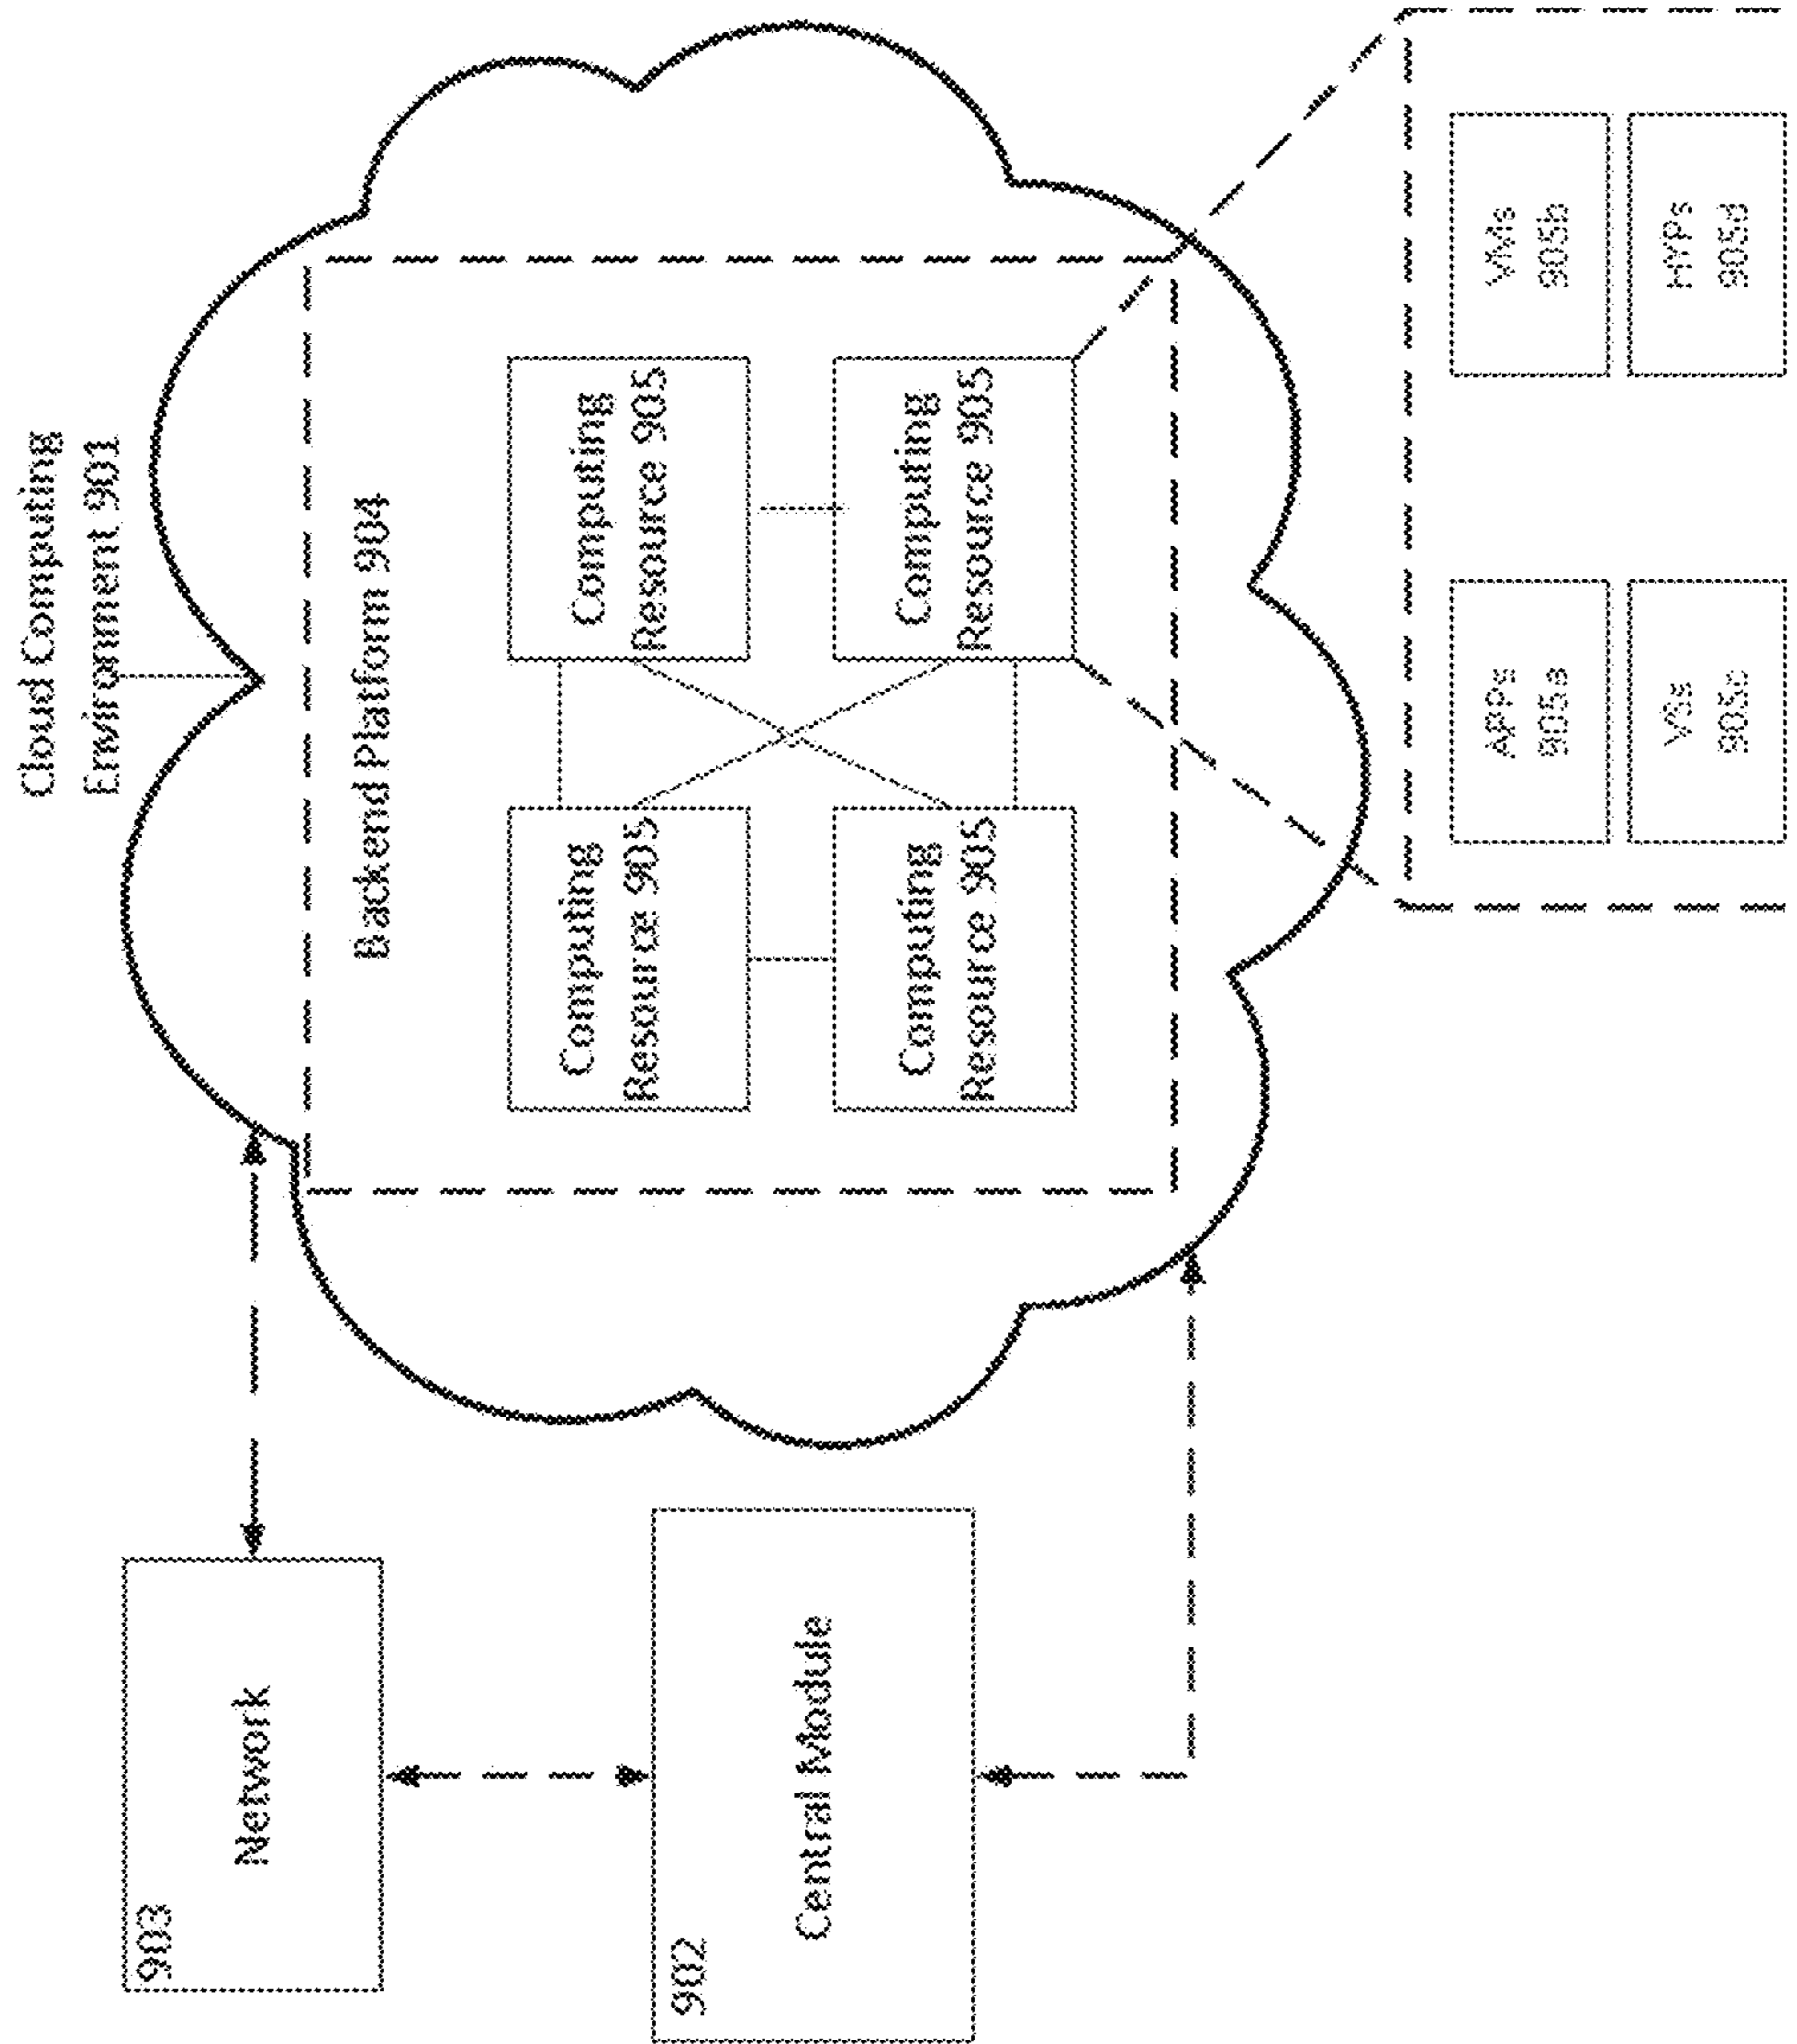 Cloud Computing
Environment 901
903
Network
902
Central Module
Backend Platform 904
Computing
Resource 905
Computing
Resource 905
Computing
Resource 905
Computing
Resource 905
APPs
905a
VMs
905b
VSs
905c
HYPs
905d